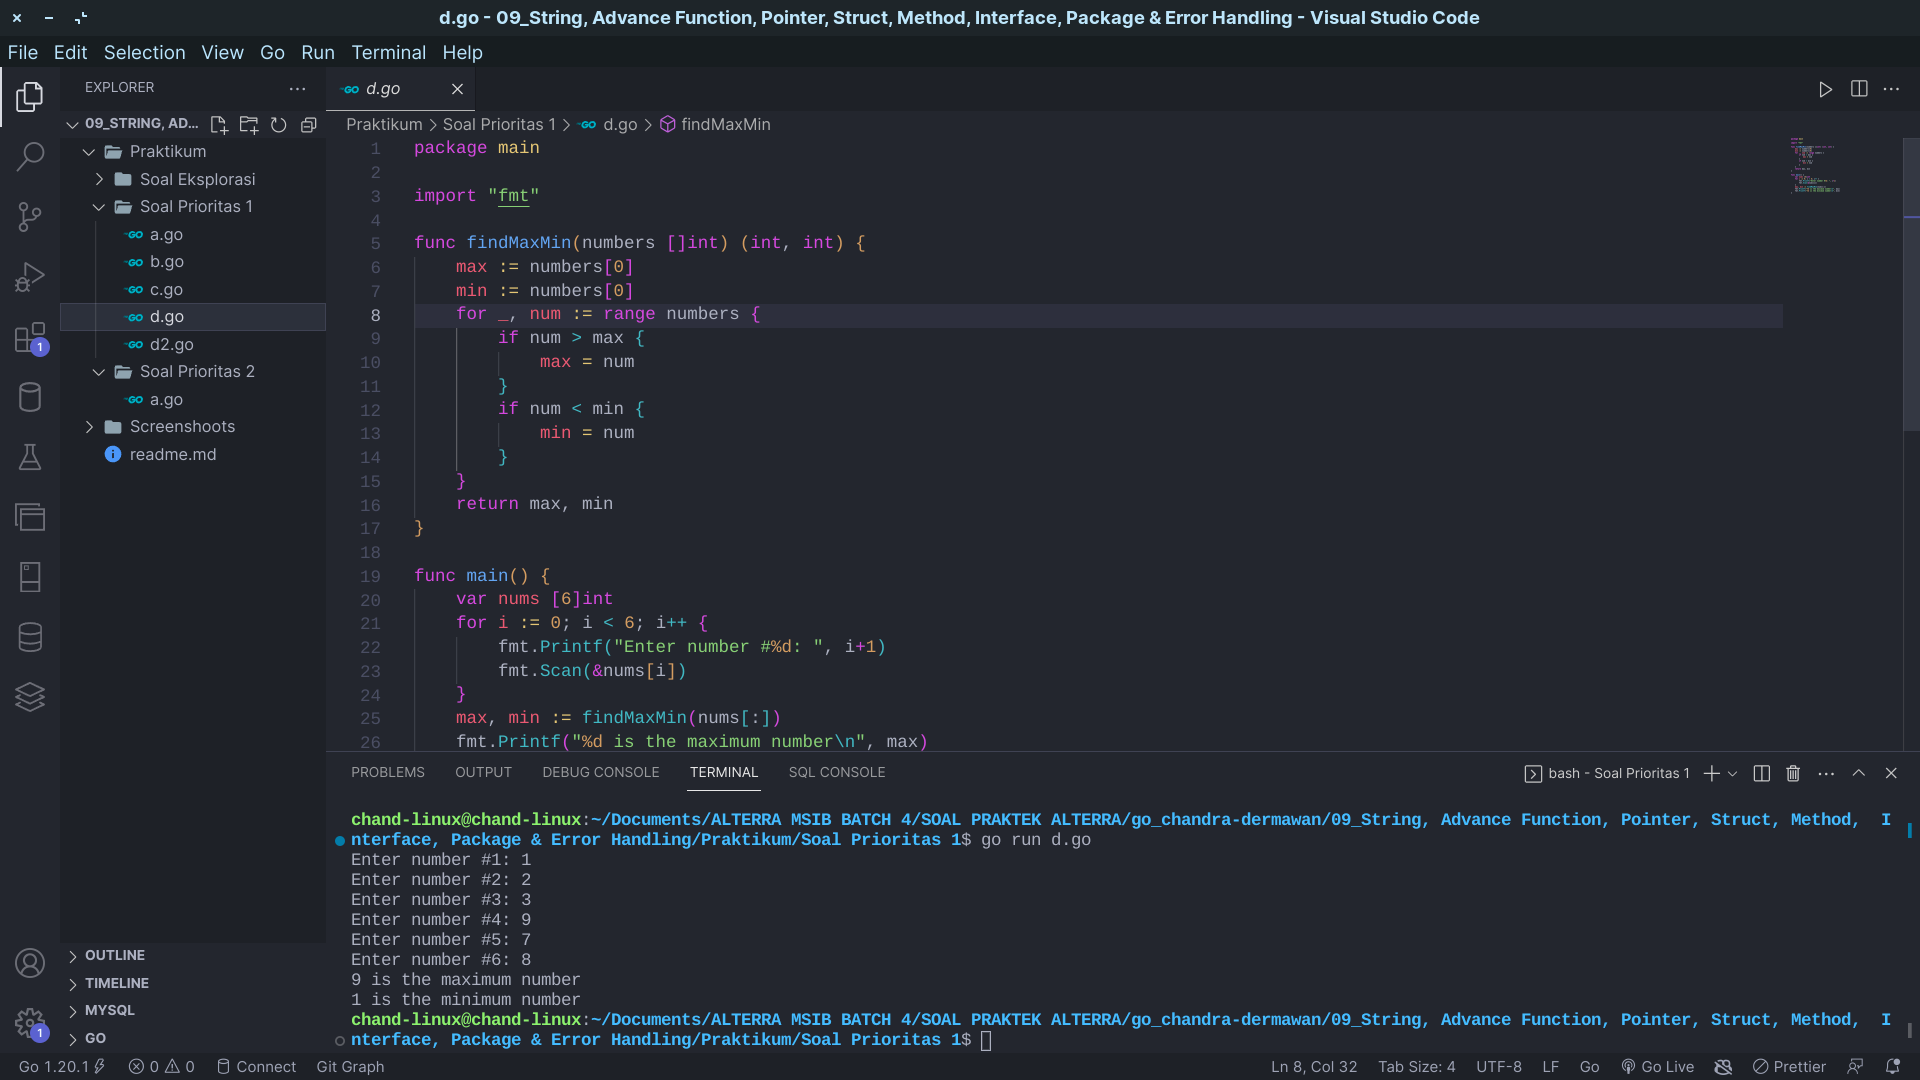 d.go - 09_String, Advance Function, Pointer, Struct, Method, Interface, Package & Error Handling - Visual Studio Code
File Edit Selection View Go Run Terminal Help
EXPLORER
09_STRING, AD...
Praktikum
Soal Eksplorasi
Soal Prioritas 1
GO a.go
GO b.go
GO c.go
GO d.go
GO d2.go
Soal Prioritas 2
GO a.go
Screenshoots
readme.md
OUTLINE
TIMELINE
MYSQL
GO
1
1
GO d.go
Praktikum > Soal Prioritas 1 > GO d.go > findMaxMin
1 package main
2
3 import "fmt"
4
5 func findMaxMin(numbers []int) (int, int) {
6 max := numbers[0]
7 min := numbers[0]
8 for _, num := range numbers {
9 if num > max {
10 max = num
11 }
12 if num < min {
13 min = num
14 }
15 }
16 return max, min
17 }
18
19 func main() {
20 var nums [6]int
21 for i := 0; i < 6; i++ {
22 fmt.Printf("Enter number #%d: ", i+1)
23 fmt.Scan(&nums[i])
24 }
25 max, min := findMaxMin(nums[:])
26 fmt.Printf("%d is the maximum number\n", max)
PROBLEMS OUTPUT DEBUG CONSOLE TERMINAL SQL CONSOLE
bash - Soal Prioritas 1
chand-linux@chand-linux:~/Documents/ALTERRA MSIB BATCH 4/SOAL PRAKTEK ALTERRA/go_chandra-dermawan/09_String, Advance Function, Pointer, Struct, Method, I
nterface, Package & Error Handling/Praktikum/Soal Prioritas 1$ go run d.go
Enter number #1: 1
Enter number #2: 2
Enter number #3: 3
Enter number #4: 9
Enter number #5: 7
Enter number #6: 8
9 is the maximum number
1 is the minimum number
chand-linux@chand-linux:~/Documents/ALTERRA MSIB BATCH 4/SOAL PRAKTEK ALTERRA/go_chandra-dermawan/09_String, Advance Function, Pointer, Struct, Method, I
nterface, Package & Error Handling/Praktikum/Soal Prioritas 1$
Go 1.20.1 0 0 Connect Git Graph Ln 8, Col 32 Tab Size: 4 UTF-8 LF Go Go Live Prettier